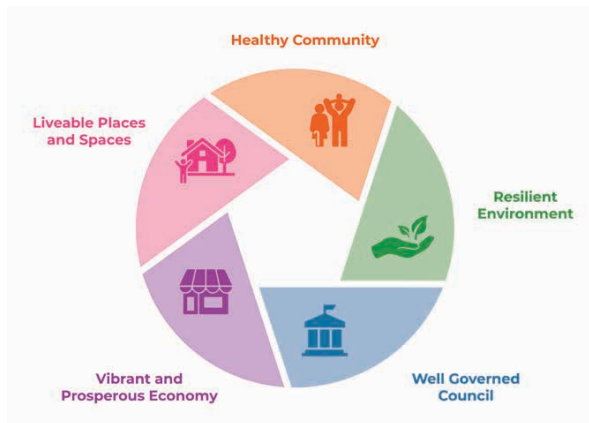 Healthy Community
Liveable Places
and Spaces
Resilient
Environment
Vibrant and
Prosperous Economy
Well Governed
Council